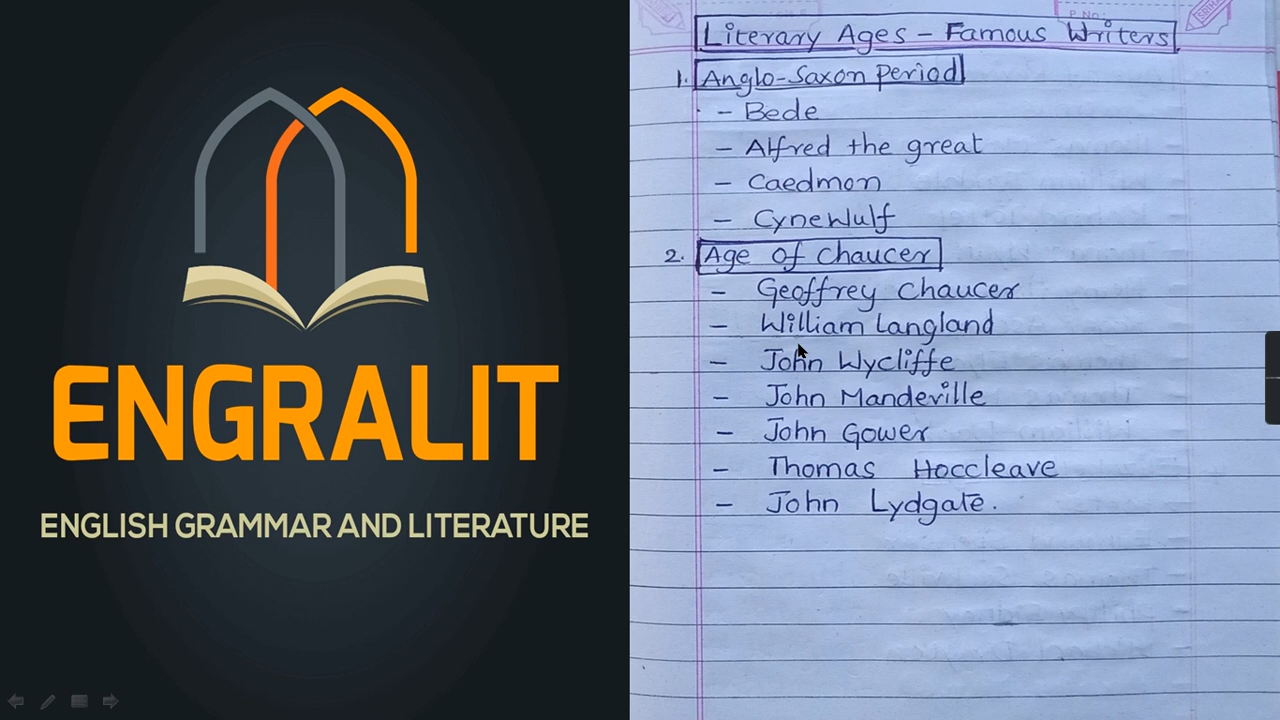 ENGRALIT
ENGLISH GRAMMAR AND LITERATURE
P.No:
Literary Ages – Famous Writers
1. Anglo-Saxon Period
– Bede
– Alfred the great
– Caedmon
– Cynewulf
2. Age of Chaucer
– Geoffrey Chaucer
– William Langland
– John Wycliffe
– John Mandeville
– John Gower
– Thomas Hoccleave
– John Lydgate.